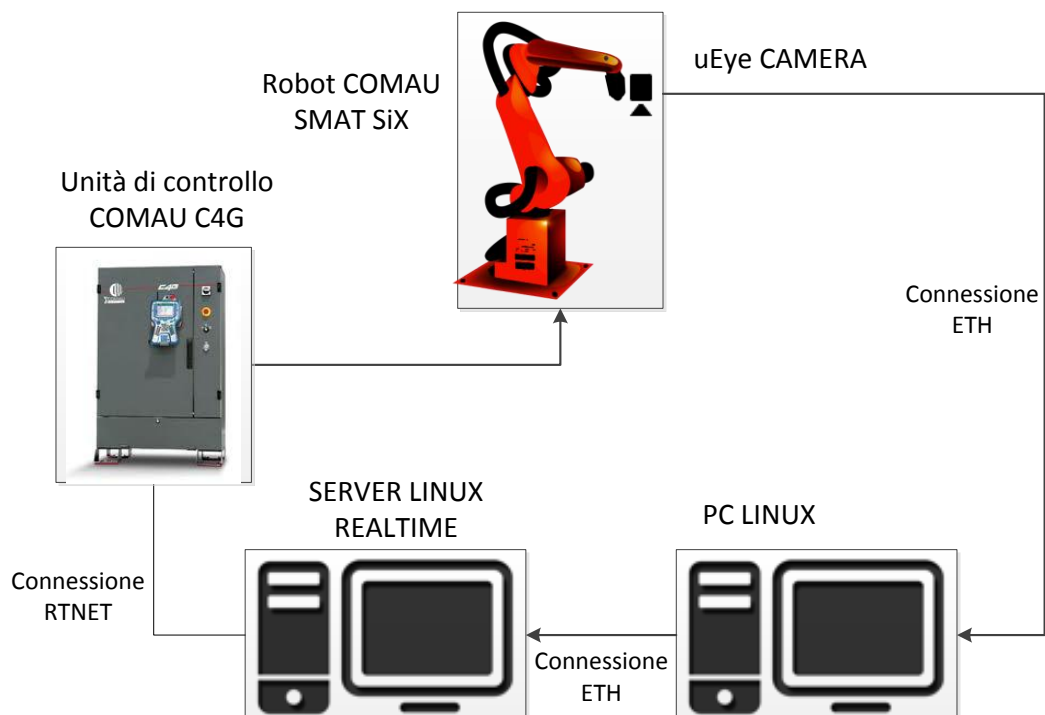 uEye CAMERA
Robot COMAU
SMAT SiX
Unità di controllo
COMAU C4G
C4G
Connessione
ETH
SERVER LINUX
REALTIME
PC LINUX
Connessione
RTNET
Connessione
ETH